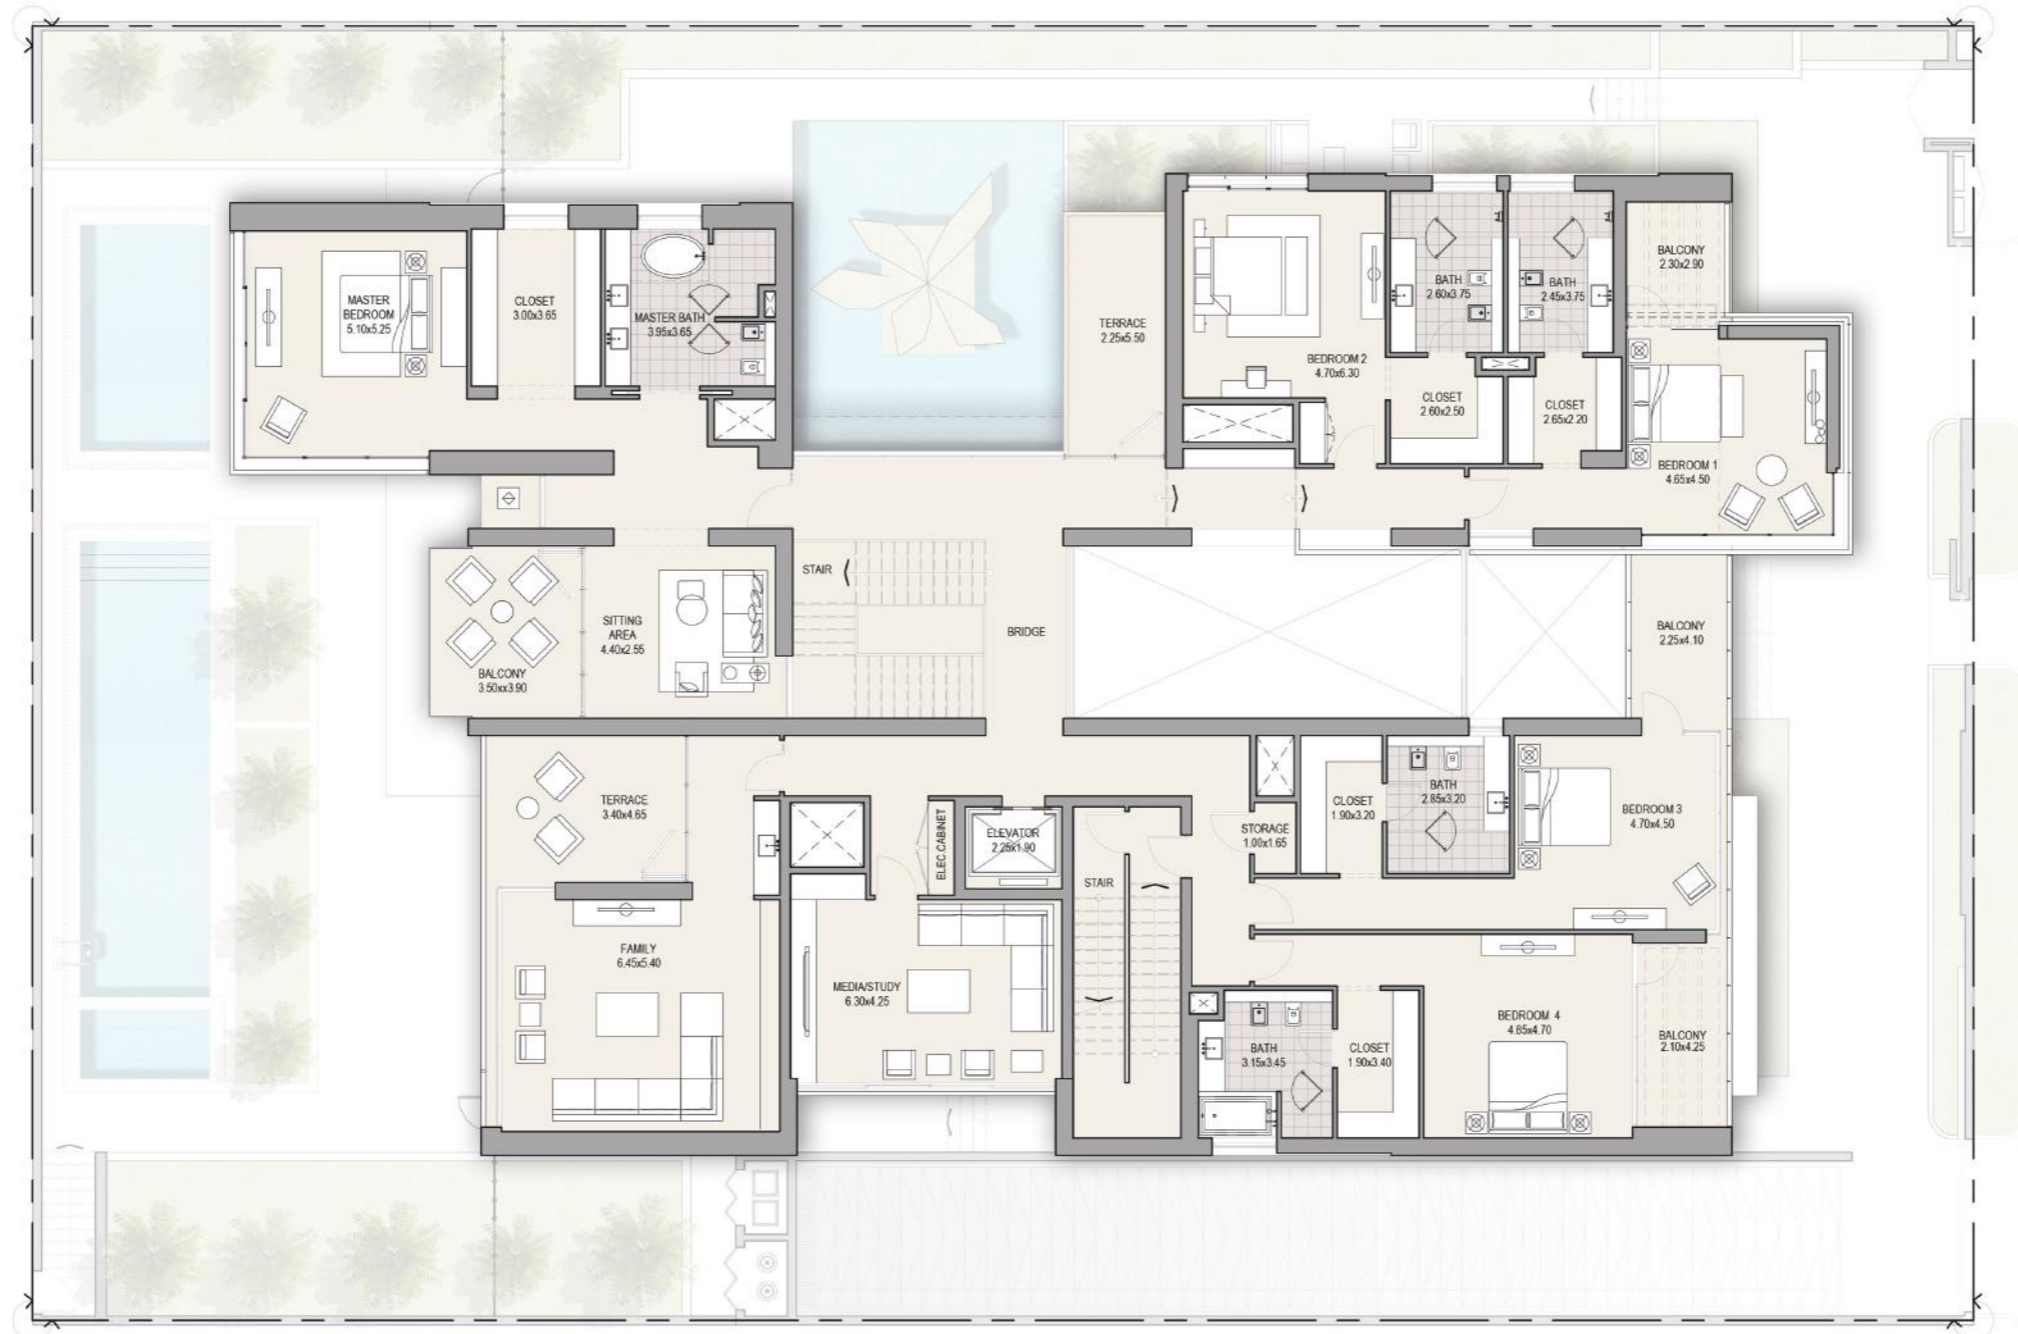 MASTER
BEDROOM
5.10x5.25
CLOSET
3.00x3.65
MASTER BATH
3.95x3.65
TERRACE
2.25x5.50
BEDROOM 2
4.70x6.30
BATH
2.60x3.75
BATH
2.45x3.75
BALCONY
2.30x2.90
CLOSET
2.60x2.50
CLOSET
2.65x2.20
BEDROOM 1
4.65x4.50
BALCONY
3.50xx3.90
SITTING
AREA
4.40x2.55
STAIR
BRIDGE
BALCONY
2.25x4.10
TERRACE
3.40x4.65
ELEC.CABINET
ELEVATOR
2.25x1.90
STAIR
STORAGE
1.00x1.65
CLOSET
1.90x3.20
BATH
2.85x3.20
BEDROOM 3
4.70x4.50
FAMILY
6.45x5.40
MEDIA/STUDY
6.30x4.25
BATH
3.15x3.45
CLOSET
1.90x3.40
BEDROOM 4
4.85x4.70
BALCONY
2.10x4.25